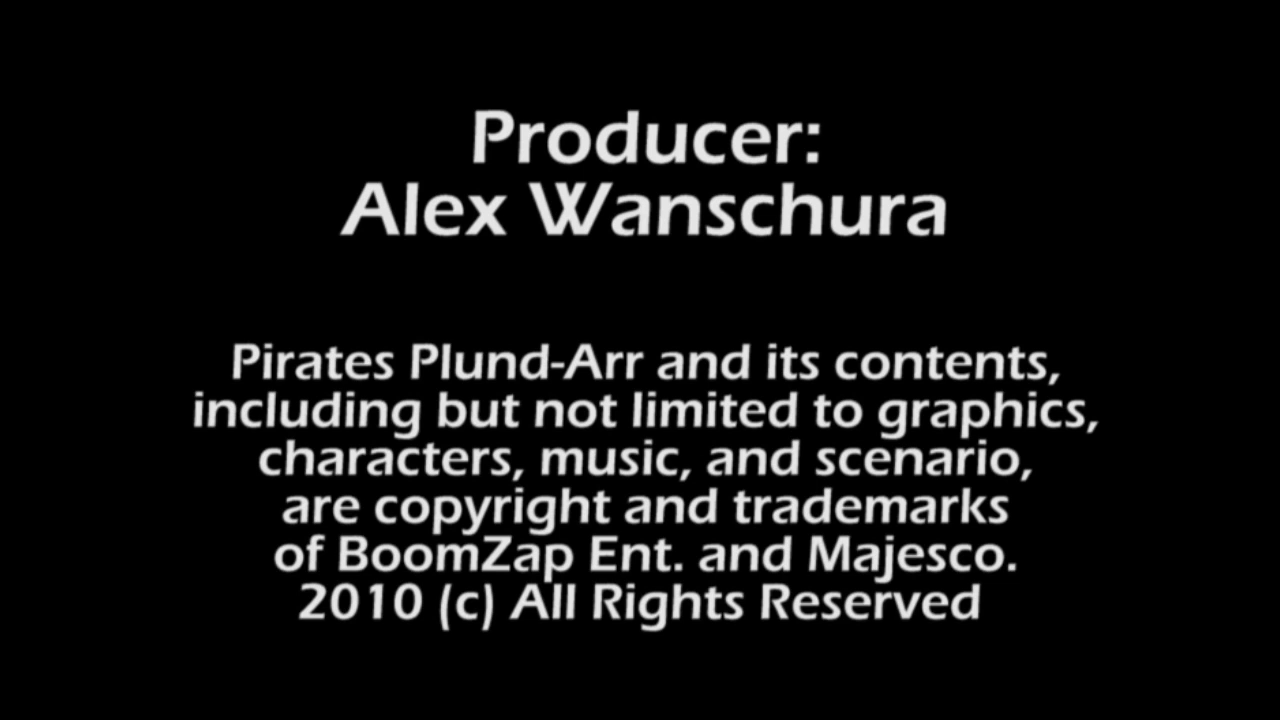 Producer:
Alex Wanschura
Pirates Plund-Arr and its contents,
including but not limited to graphics,
characters, music, and scenario,
are copyright and trademarks
of BoomZap Ent. and Majesco.
2010 (c) All Rights Reserved